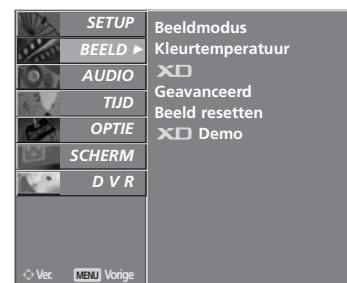 SETUP
BEELD ►
AUDIO
TIJD
OPTIE
SCHERM
D V R
Beeldmodus
Kleurtemperatuur
XD
Geavanceerd
Beeld resetten
XD Demo
Ver. MENU Vorige